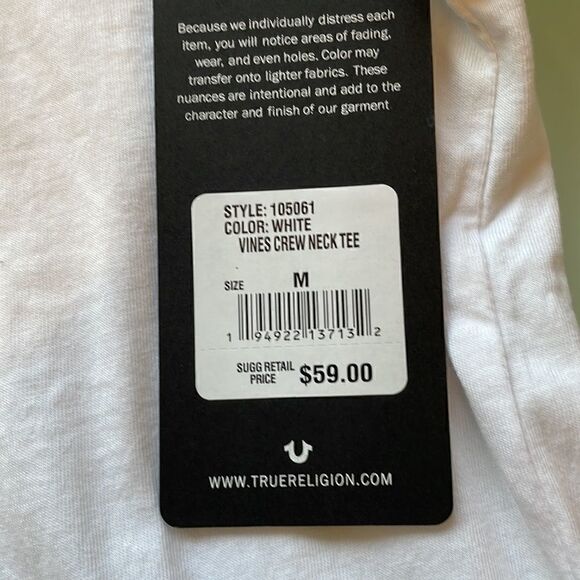 Because we individually distress each
item, you will notice areas of fading,
wear, and even holes. Color may
transfer onto lighter fabrics. These
nuances are intentional and add to the
character and finish of our garment
STYLE: 105061
COLOR: WHITE
VINES CREW NECK TEE
SIZE M
1 94922 13713 2
SUGG RETAIL
PRICE $59.00
WWW.TRUERELIGION.COM